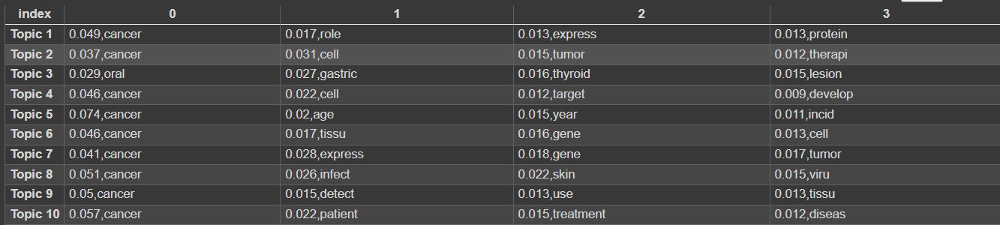 index 0 1 2 3
Topic 1 0.049,cancer 0.017,role 0.013,express 0.013,protein
Topic 2 0.037,cancer 0.031,cell 0.015,tumor 0.012,therapi
Topic 3 0.029,oral 0.027,gastric 0.016,thyroid 0.015,lesion
Topic 4 0.046,cancer 0.022,cell 0.012,target 0.009,develop
Topic 5 0.074,cancer 0.02,age 0.015,year 0.011,incid
Topic 6 0.046,cancer 0.017,tissu 0.016,gene 0.013,cell
Topic 7 0.041,cancer 0.028,express 0.018,gene 0.017,tumor
Topic 8 0.051,cancer 0.026,infect 0.022,skin 0.015,viru
Topic 9 0.05,cancer 0.015,detect 0.013,use 0.013,tissu
Topic 10 0.057,cancer 0.022,patient 0.015,treatment 0.012,diseas